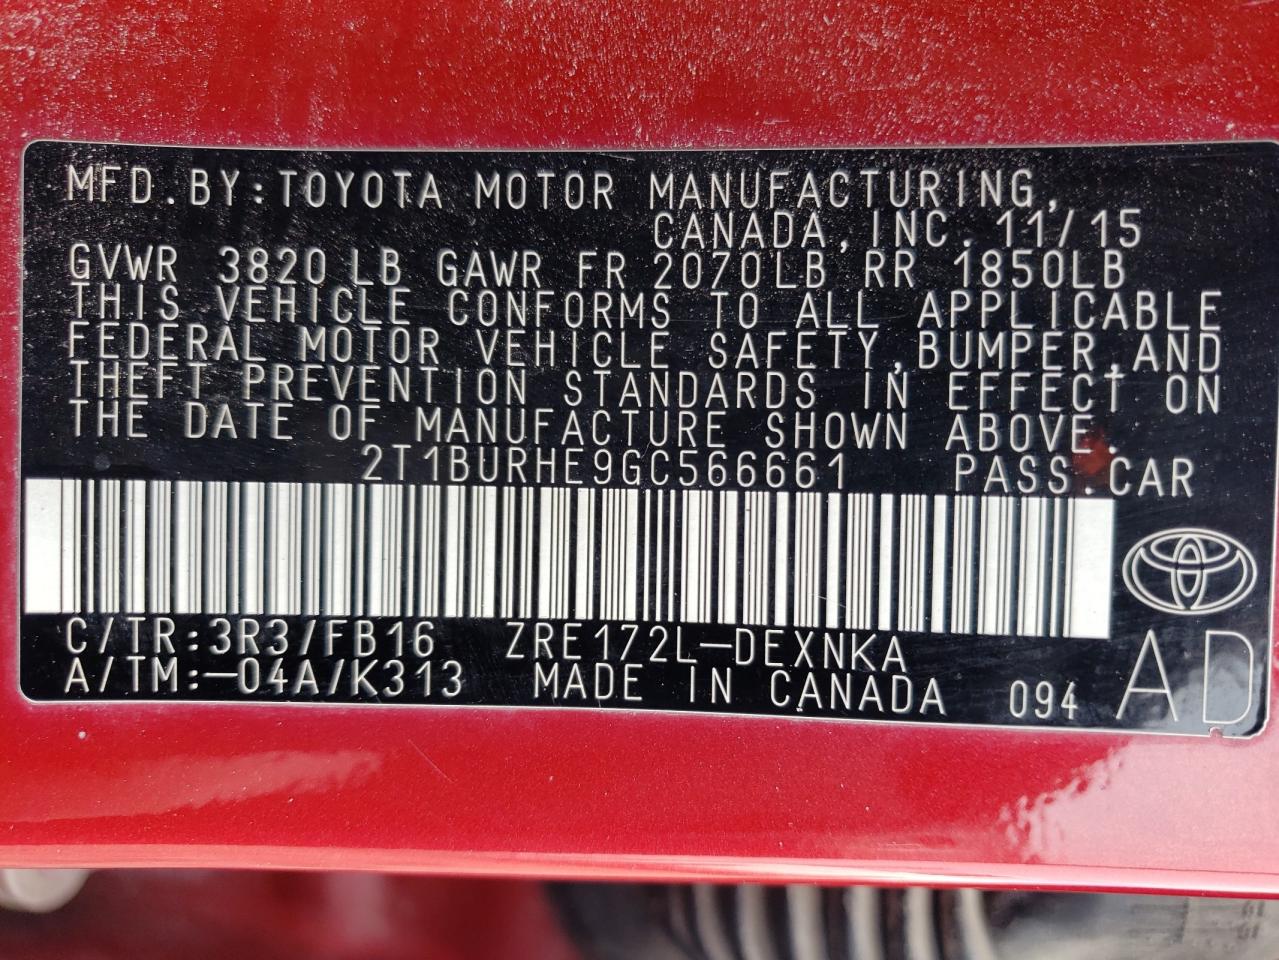 MFD.BY:TOYOTA MOTOR MANUFACTURING,
CANADA,INC. 11/15
GVWR 3820LB GAWR FR 2070LB RR 1850LB
THIS VEHICLE CONFORMS TO ALL APPLICABLE
FEDERAL MOTOR VEHICLE SAFETY,BUMPER,AND
THEFT PREVENTION STANDARDS IN EFFECT ON
THE DATE OF MANUFACTURE SHOWN ABOVE.
2T1BURHE9GC566661 PASS.CAR
C/TR:3R3/FB16 ZRE172L-DEXNKA
A/TM:-04A/K313 MADE IN CANADA 094 AD